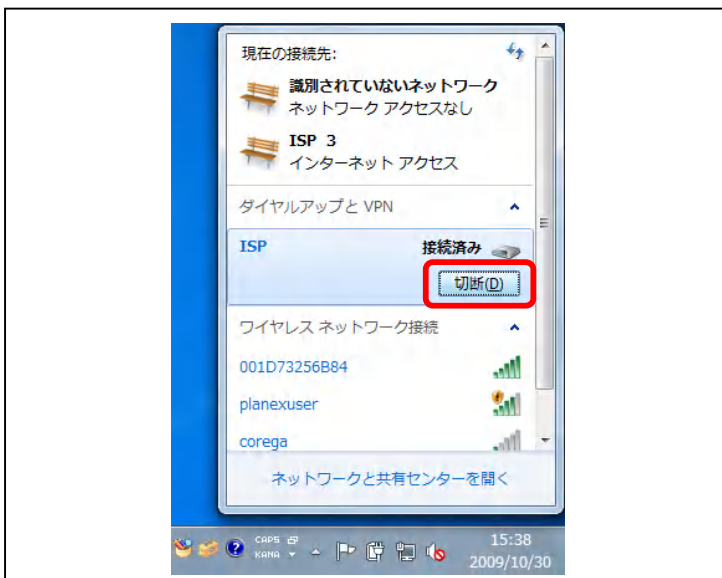 現在の接続先:
識別されていないネットワーク
ネットワーク アクセスなし
ISP 3
インターネット アクセス
ダイヤルアップと VPN
ISP 接続済み
切断(D)
ワイヤレス ネットワーク接続
001D73256B84
planexuser
corega
ネットワークと共有センターを開く
CAPS
KANA
15:38
2009/10/30